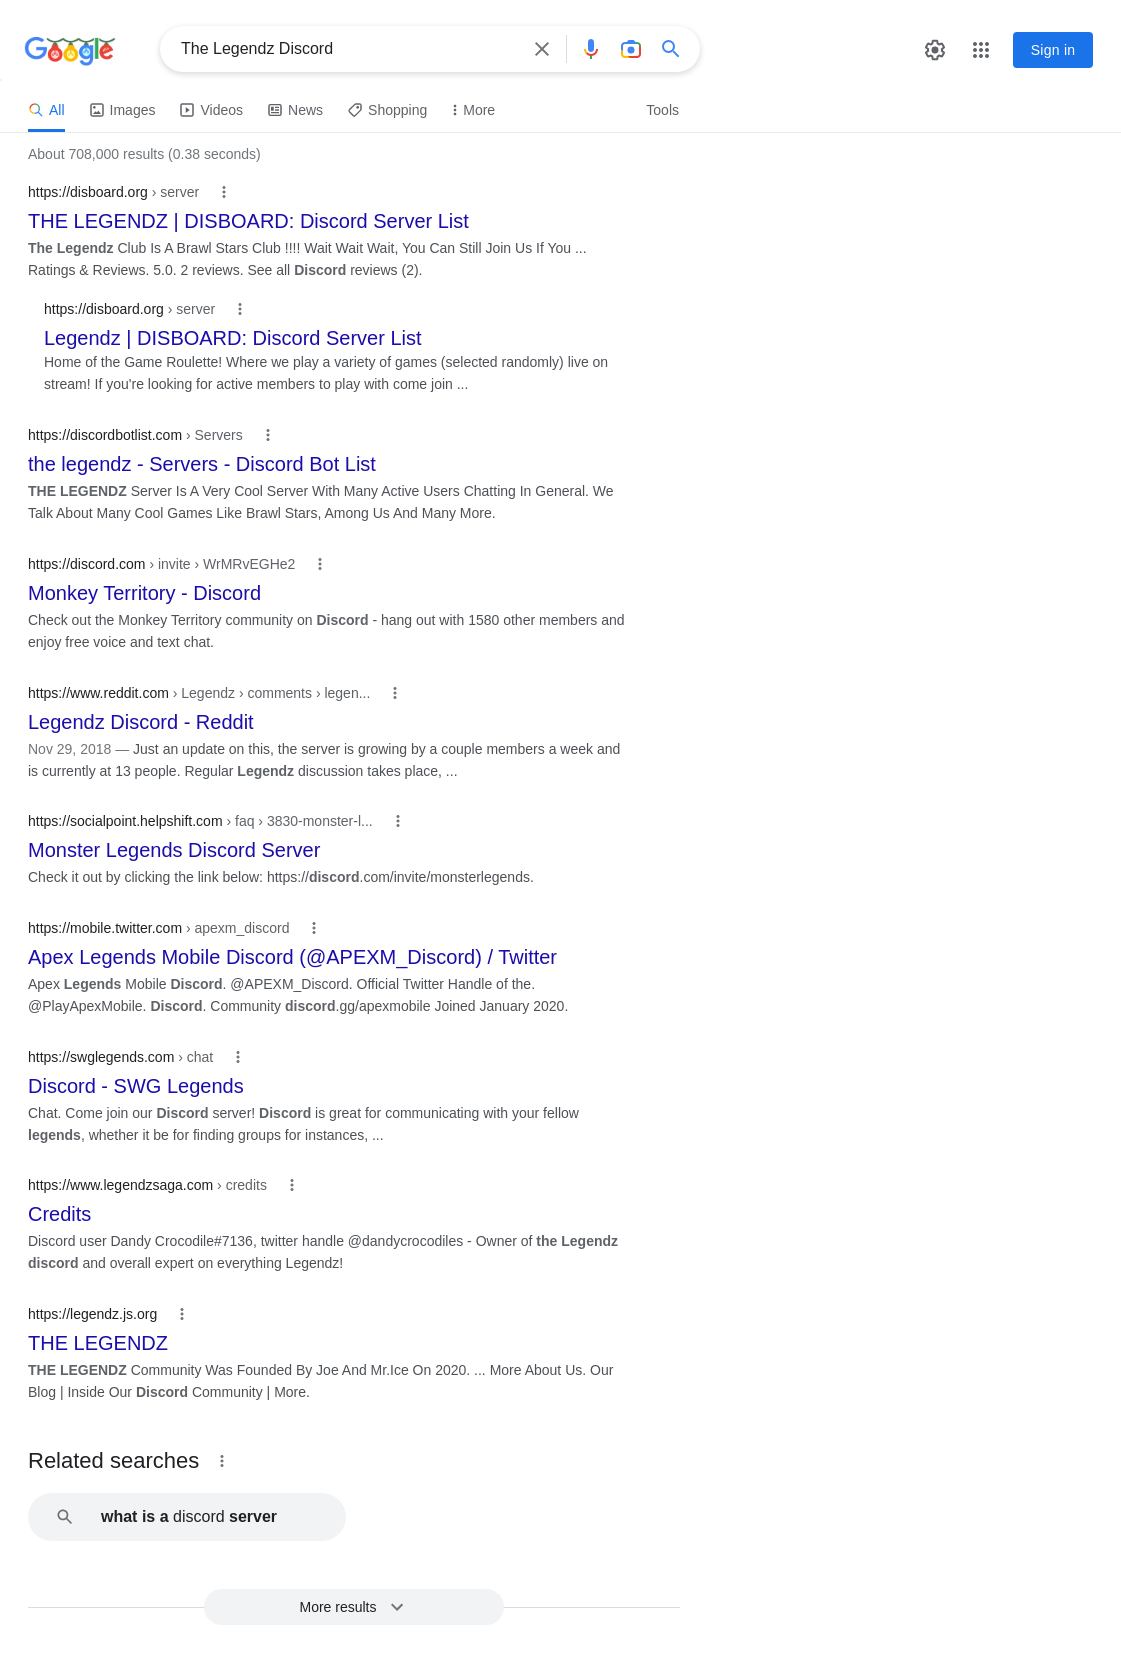 Google
The Legendz Discord
Sign in
All
Images
Videos
News
Shopping
More
Tools
About 708,000 results (0.38 seconds)
https://disboard.org › server
THE LEGENDZ | DISBOARD: Discord Server List
The Legendz Club Is A Brawl Stars Club !!!! Wait Wait Wait, You Can Still Join Us If You ...
Ratings & Reviews. 5.0. 2 reviews. See all Discord reviews (2).
https://disboard.org › server
Legendz | DISBOARD: Discord Server List
Home of the Game Roulette! Where we play a variety of games (selected randomly) live on
stream! If you're looking for active members to play with come join ...
https://discordbotlist.com › Servers
the legendz - Servers - Discord Bot List
THE LEGENDZ Server Is A Very Cool Server With Many Active Users Chatting In General. We
Talk About Many Cool Games Like Brawl Stars, Among Us And Many More.
https://discord.com › invite › WrMRvEGHe2
Monkey Territory - Discord
Check out the Monkey Territory community on Discord - hang out with 1580 other members and
enjoy free voice and text chat.
https://www.reddit.com › Legendz › comments › legen...
Legendz Discord - Reddit
Nov 29, 2018 — Just an update on this, the server is growing by a couple members a week and
is currently at 13 people. Regular Legendz discussion takes place, ...
https://socialpoint.helpshift.com › faq › 3830-monster-l...
Monster Legends Discord Server
Check it out by clicking the link below: https://discord.com/invite/monsterlegends.
https://mobile.twitter.com › apexm_discord
Apex Legends Mobile Discord (@APEXM_Discord) / Twitter
Apex Legends Mobile Discord. @APEXM_Discord. Official Twitter Handle of the.
@PlayApexMobile. Discord. Community discord.gg/apexmobile Joined January 2020.
https://swglegends.com › chat
Discord - SWG Legends
Chat. Come join our Discord server! Discord is great for communicating with your fellow
legends, whether it be for finding groups for instances, ...
https://www.legendzsaga.com › credits
Credits
Discord user Dandy Crocodile#7136, twitter handle @dandycrocodiles - Owner of the Legendz
discord and overall expert on everything Legendz!
https://legendz.js.org
THE LEGENDZ
THE LEGENDZ Community Was Founded By Joe And Mr.Ice On 2020. ... More About Us. Our
Blog | Inside Our Discord Community | More.
Related searches
what is a discord server
More results